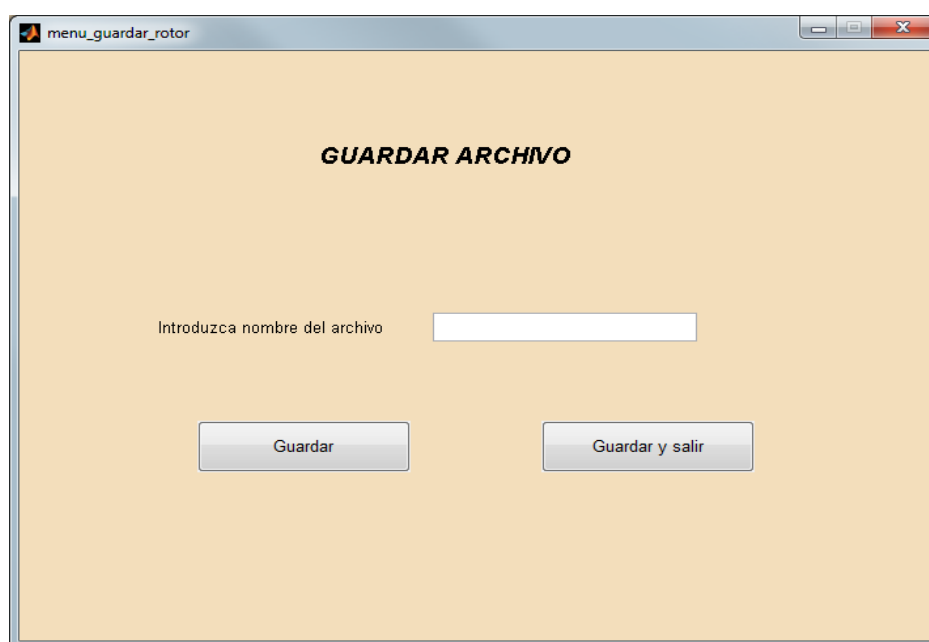 menu_guardar_rotor
GUARDAR ARCHIVO
Introduzca nombre del archivo
Guardar
Guardar y salir